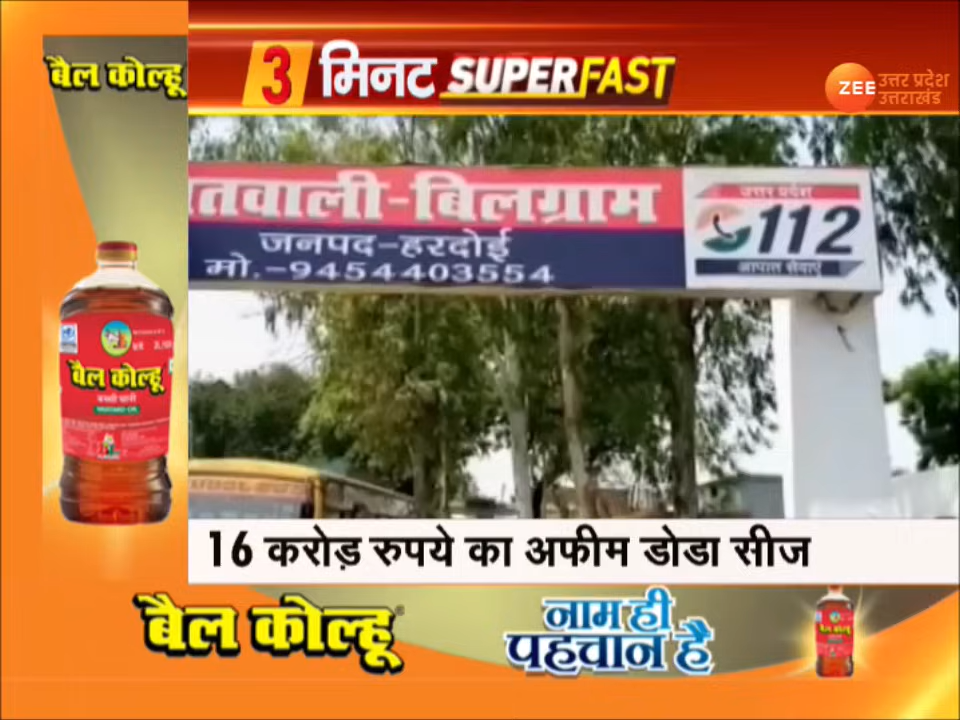 बैल कोल्हू
3 मिनट SUPERFAST
ZEE उत्तर प्रदेश
उत्तराखंड
तवाली-बिलग्राम
जनपद-हरदोई
मो.-9454403554
उत्तर प्रदेश
112
आपात सेवाएं
बैल कोल्हू
16 करोड़ रुपये का अफीम डोडा सीज
बैल कोल्हू
नाम ही
पहचान है
बैल कोल्हू